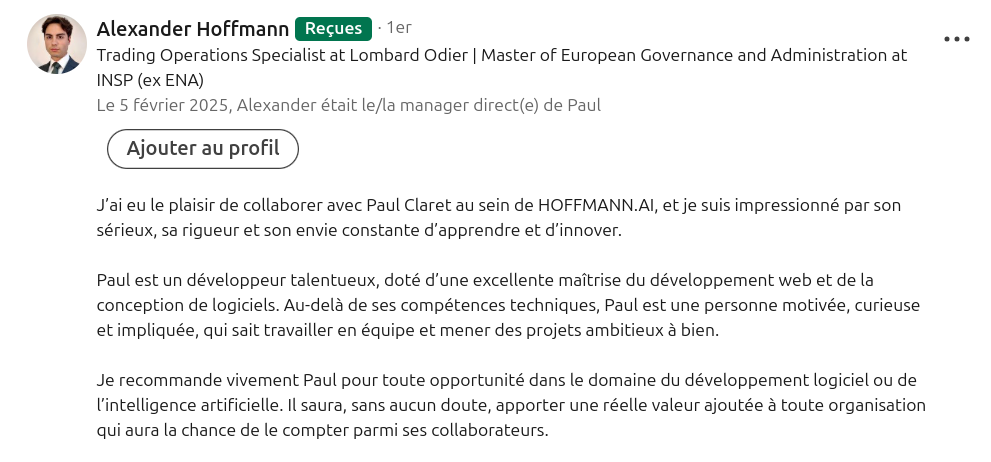 Alexander Hoffmann Reçues · 1er
Trading Operations Specialist at Lombard Odier | Master of European Governance and Administration at
INSP (ex ENA)
Le 5 février 2025, Alexander était le/la manager direct(e) de Paul
Ajouter au profil
J’ai eu le plaisir de collaborer avec Paul Claret au sein de HOFFMANN.AI, et je suis impressionné par son
sérieux, sa rigueur et son envie constante d’apprendre et d’innover.
Paul est un développeur talentueux, doté d’une excellente maîtrise du développement web et de la
conception de logiciels. Au-delà de ses compétences techniques, Paul est une personne motivée, curieuse
et impliquée, qui sait travailler en équipe et mener des projets ambitieux à bien.
Je recommande vivement Paul pour toute opportunité dans le domaine du développement logiciel ou de
l’intelligence artificielle. Il saura, sans aucun doute, apporter une réelle valeur ajoutée à toute organisation
qui aura la chance de le compter parmi ses collaborateurs.